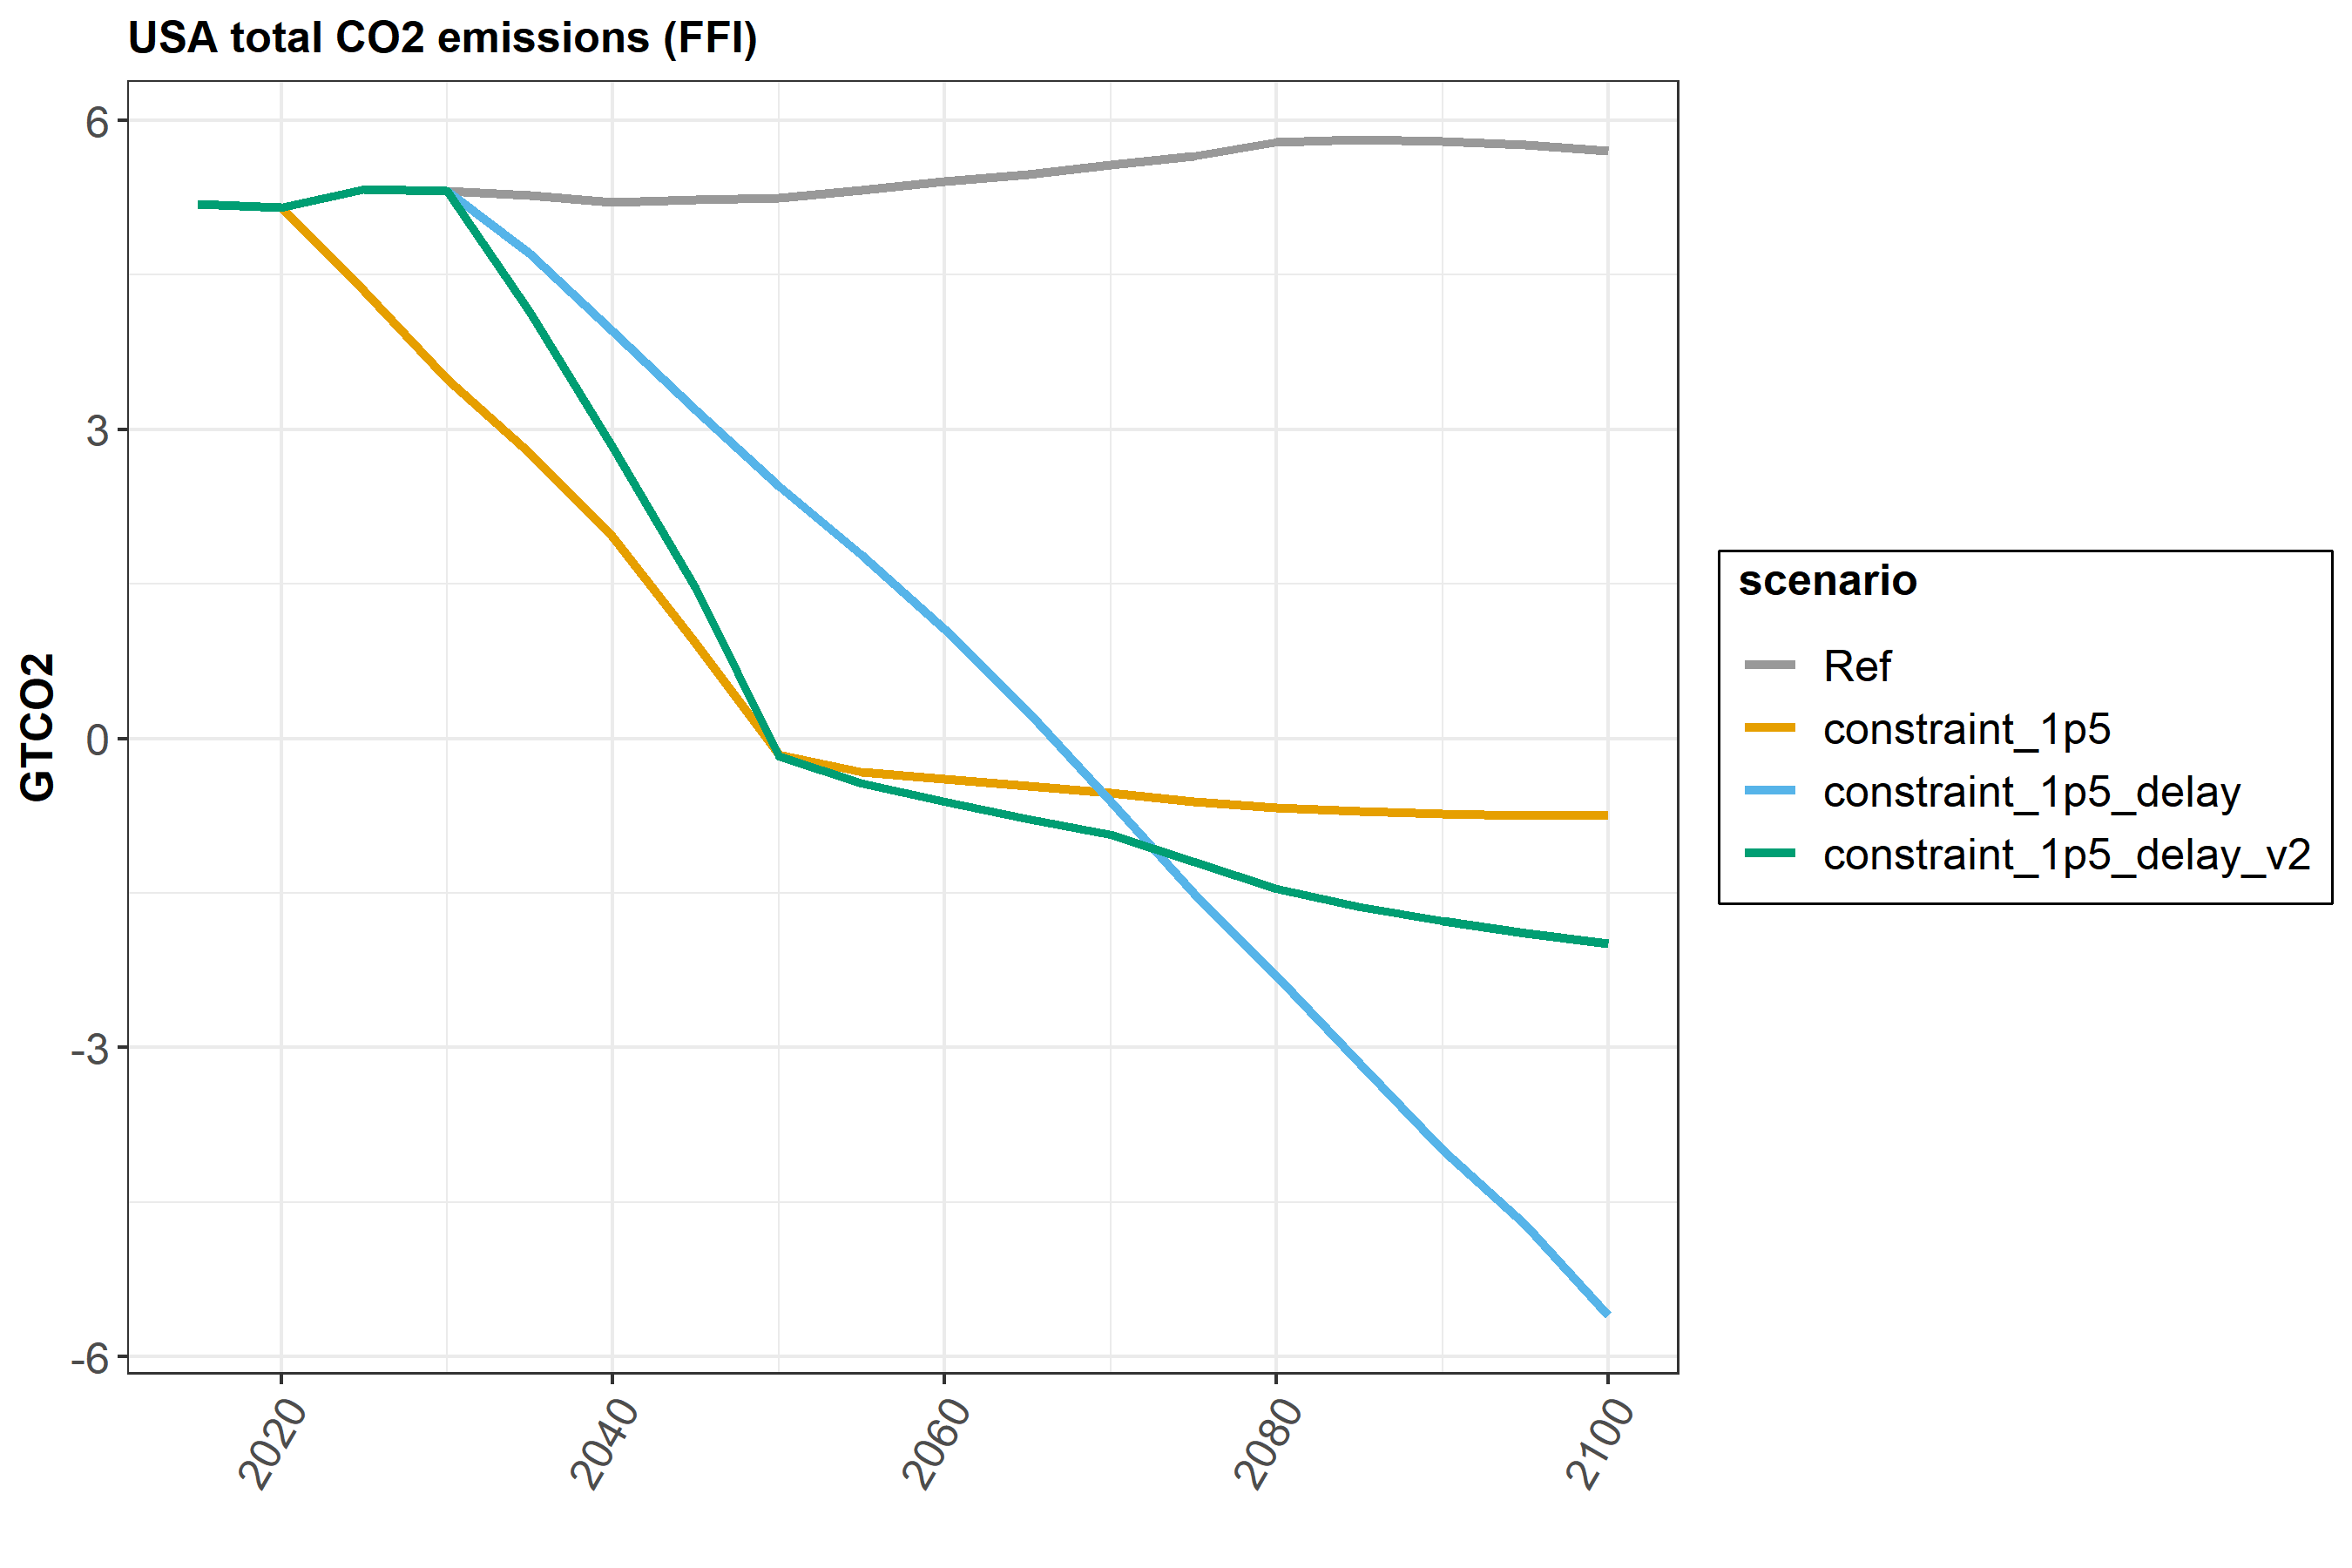 USA total CO2 emissions (FFI)
GTCO2
6
3
0
-3
-6
2020
2040
2060
2080
2100
scenario
Ref
constraint_1p5
constraint_1p5_delay
constraint_1p5_delay_v2